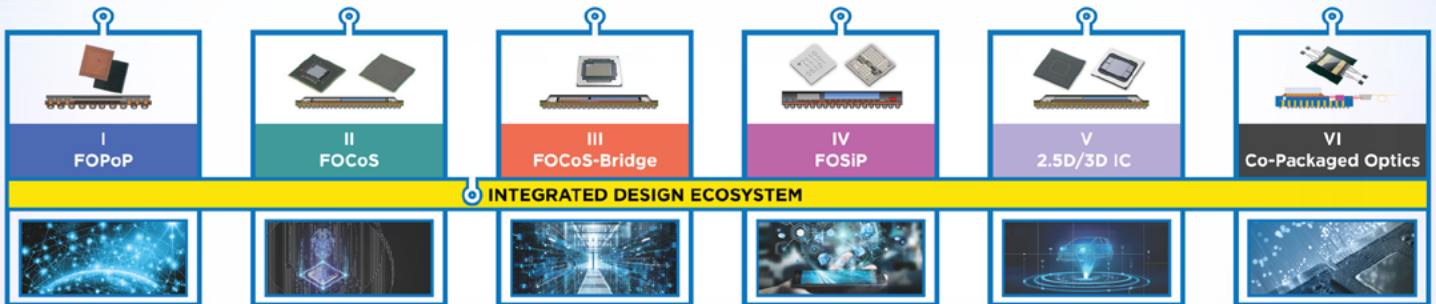 I
FOPoP
II
FOCoS
III
FOCoS-Bridge
IV
FOSiP
V
2.5D/3D IC
VI
Co-Packaged Optics
INTEGRATED DESIGN ECOSYSTEM